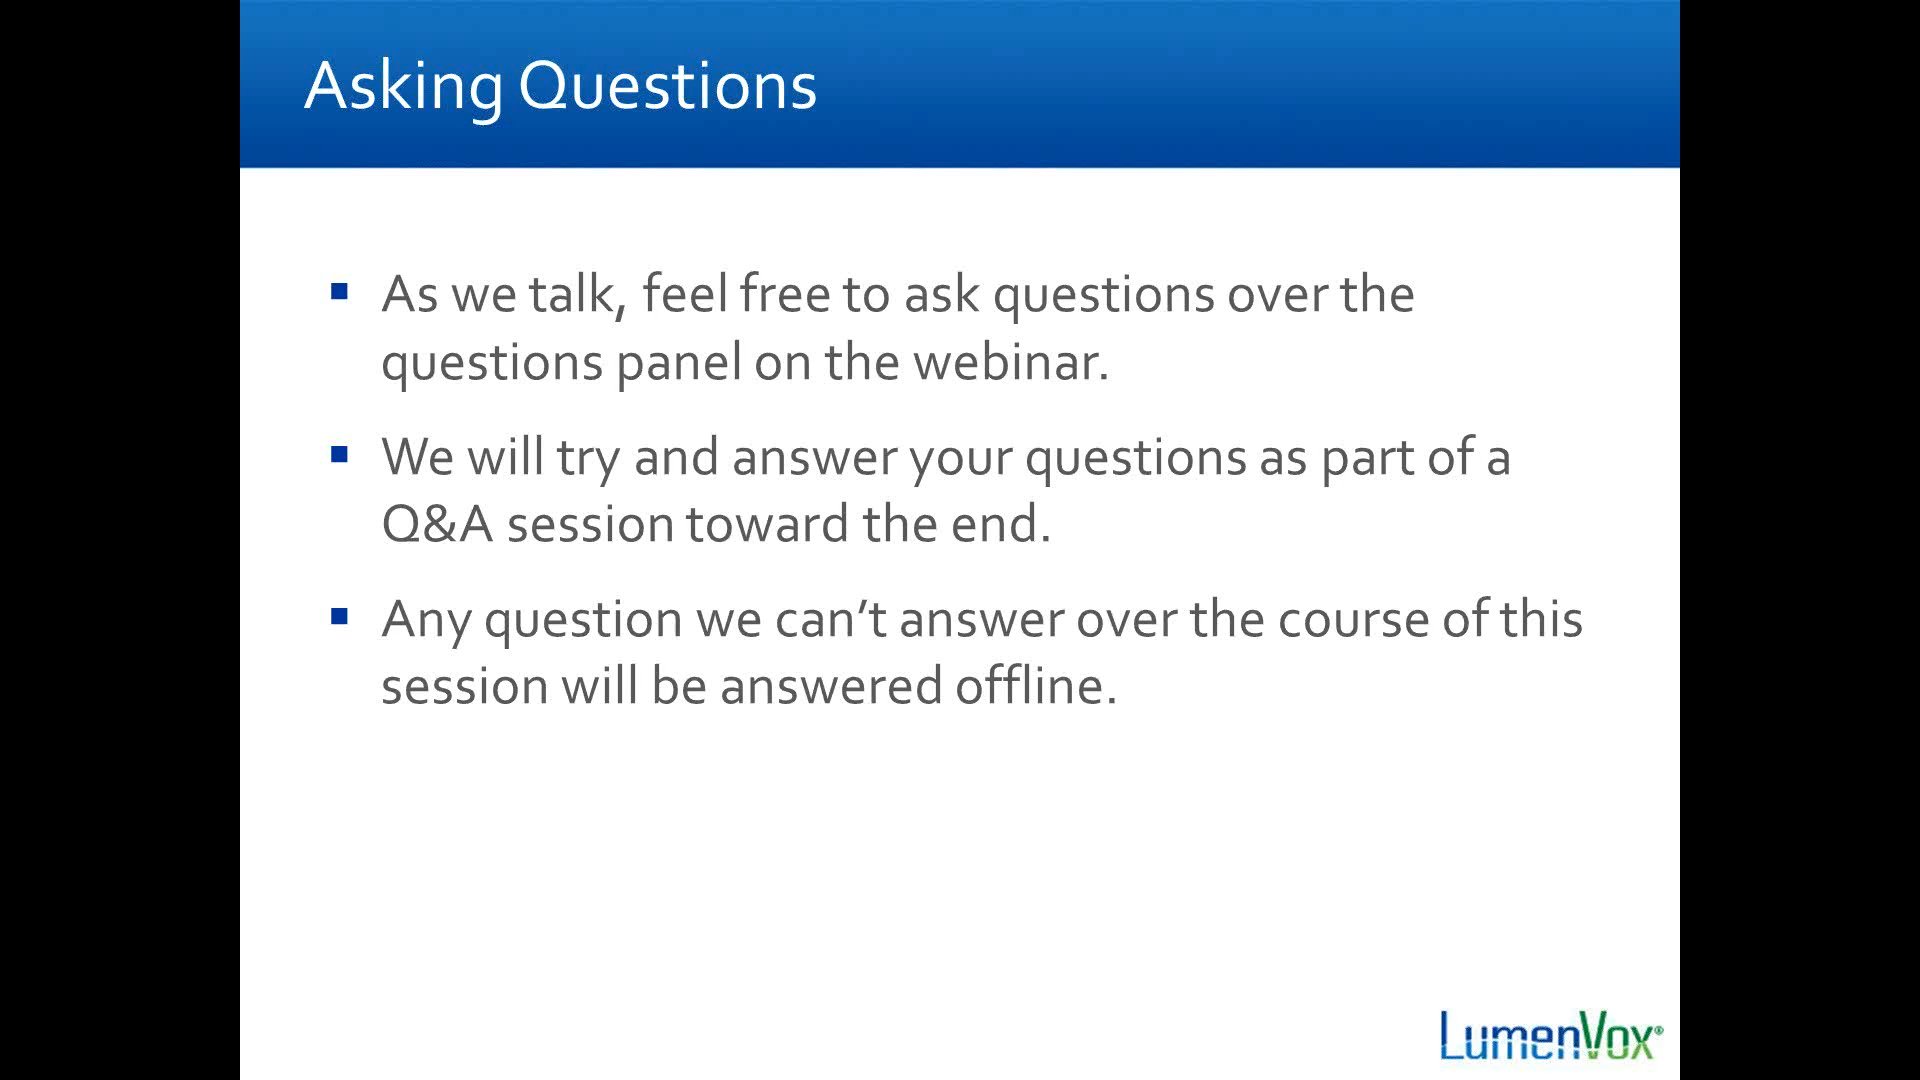 Asking Questions
As we talk, feel free to ask questions over the
questions panel on the webinar.
We will try and answer your questions as part of a
Q&A session toward the end.
Any question we can’t answer over the course of this
session will be answered offline.
LumenVox®